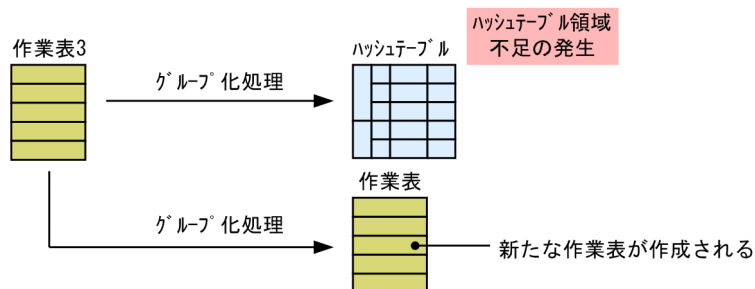 ﾊｯｼｭﾃｰﾌﾞﾙ領域
不足の発生
作業表3
ｸﾞﾙｰﾌﾟ化処理
ﾊｯｼｭﾃｰﾌﾞﾙ
作業表
ｸﾞﾙｰﾌﾟ化処理
新たな作業表が作成される